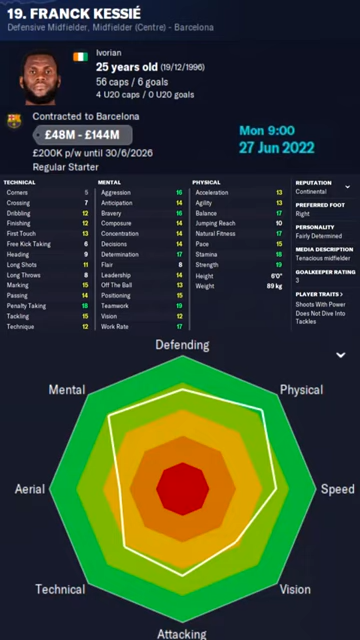 19. FRANCK KESSIÉ
Defensive Midfielder, Midfielder (Centre) - Barcelona
Ivorian
25 years old (19/12/1996)
56 caps / 6 goals
4 U20 caps / 0 U20 goals
Contracted to Barcelona
£48M - £144M
£200K p/w until 30/6/2026
Regular Starter
Mon 9:00
27 Jun 2022
TECHNICAL
Corners 5
Crossing 7
Dribbling 12
Finishing 12
First Touch 13
Free Kick Taking 6
Heading 9
Long Shots 11
Long Throws 8
Marking 15
Passing 14
Penalty Taking 18
Tackling 15
Technique 12
MENTAL
Aggression 16
Anticipation 14
Bravery 16
Composure 14
Concentration 14
Decisions 14
Determination 17
Flair 8
Leadership 14
Off The Ball 13
Positioning 15
Teamwork 19
Vision 12
Work Rate 17
PHYSICAL
Acceleration 13
Agility 13
Balance 17
Jumping Reach 10
Natural Fitness 17
Pace 15
Stamina 18
Strength 19
Height 6'0"
Weight 89 kg
REPUTATION
Continental
PREFERRED FOOT
Right
PERSONALITY
Fairly Determined
MEDIA DESCRIPTION
Tenacious midfielder
GOALKEEPER RATING
3
PLAYER TRAITS
Shoots With Power
Does Not Dive Into
Tackles
Defending
Mental
Physical
Aerial
Speed
Technical
Vision
Attacking